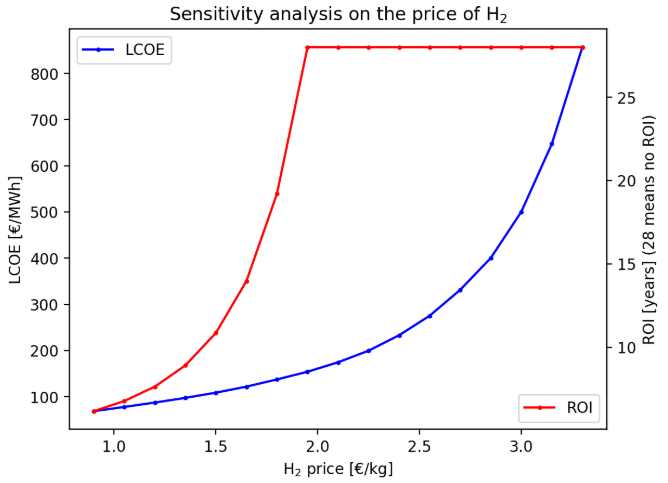 Sensitivity analysis on the price of H₂
LCOE
800
700
600
500
400
300
200
100
LCOE [€/MWh]
25
20
15
10
ROI [years] (28 means no ROI)
ROI
1.0 1.5 2.0 2.5 3.0
H₂ price [€/kg]